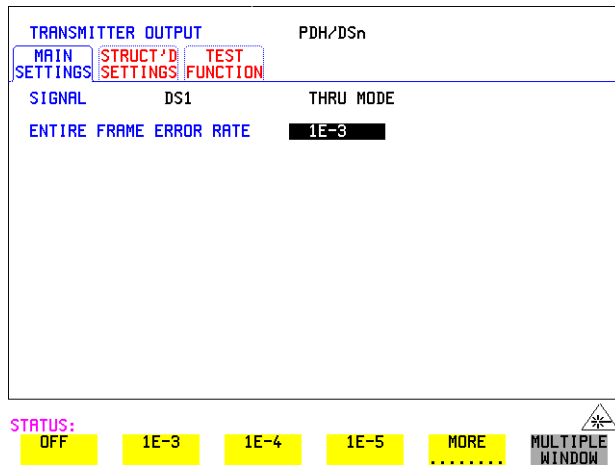 TRANSMITTER OUTPUT PDH/DSn
MAIN SETTINGS
STRUCT'D SETTINGS
TEST FUNCTION
SIGNAL DS1 THRU MODE
ENTIRE FRAME ERROR RATE 1E-3
STATUS:
OFF 1E-3 1E-4 1E-5 MORE ........ MULTIPLE WINDOW